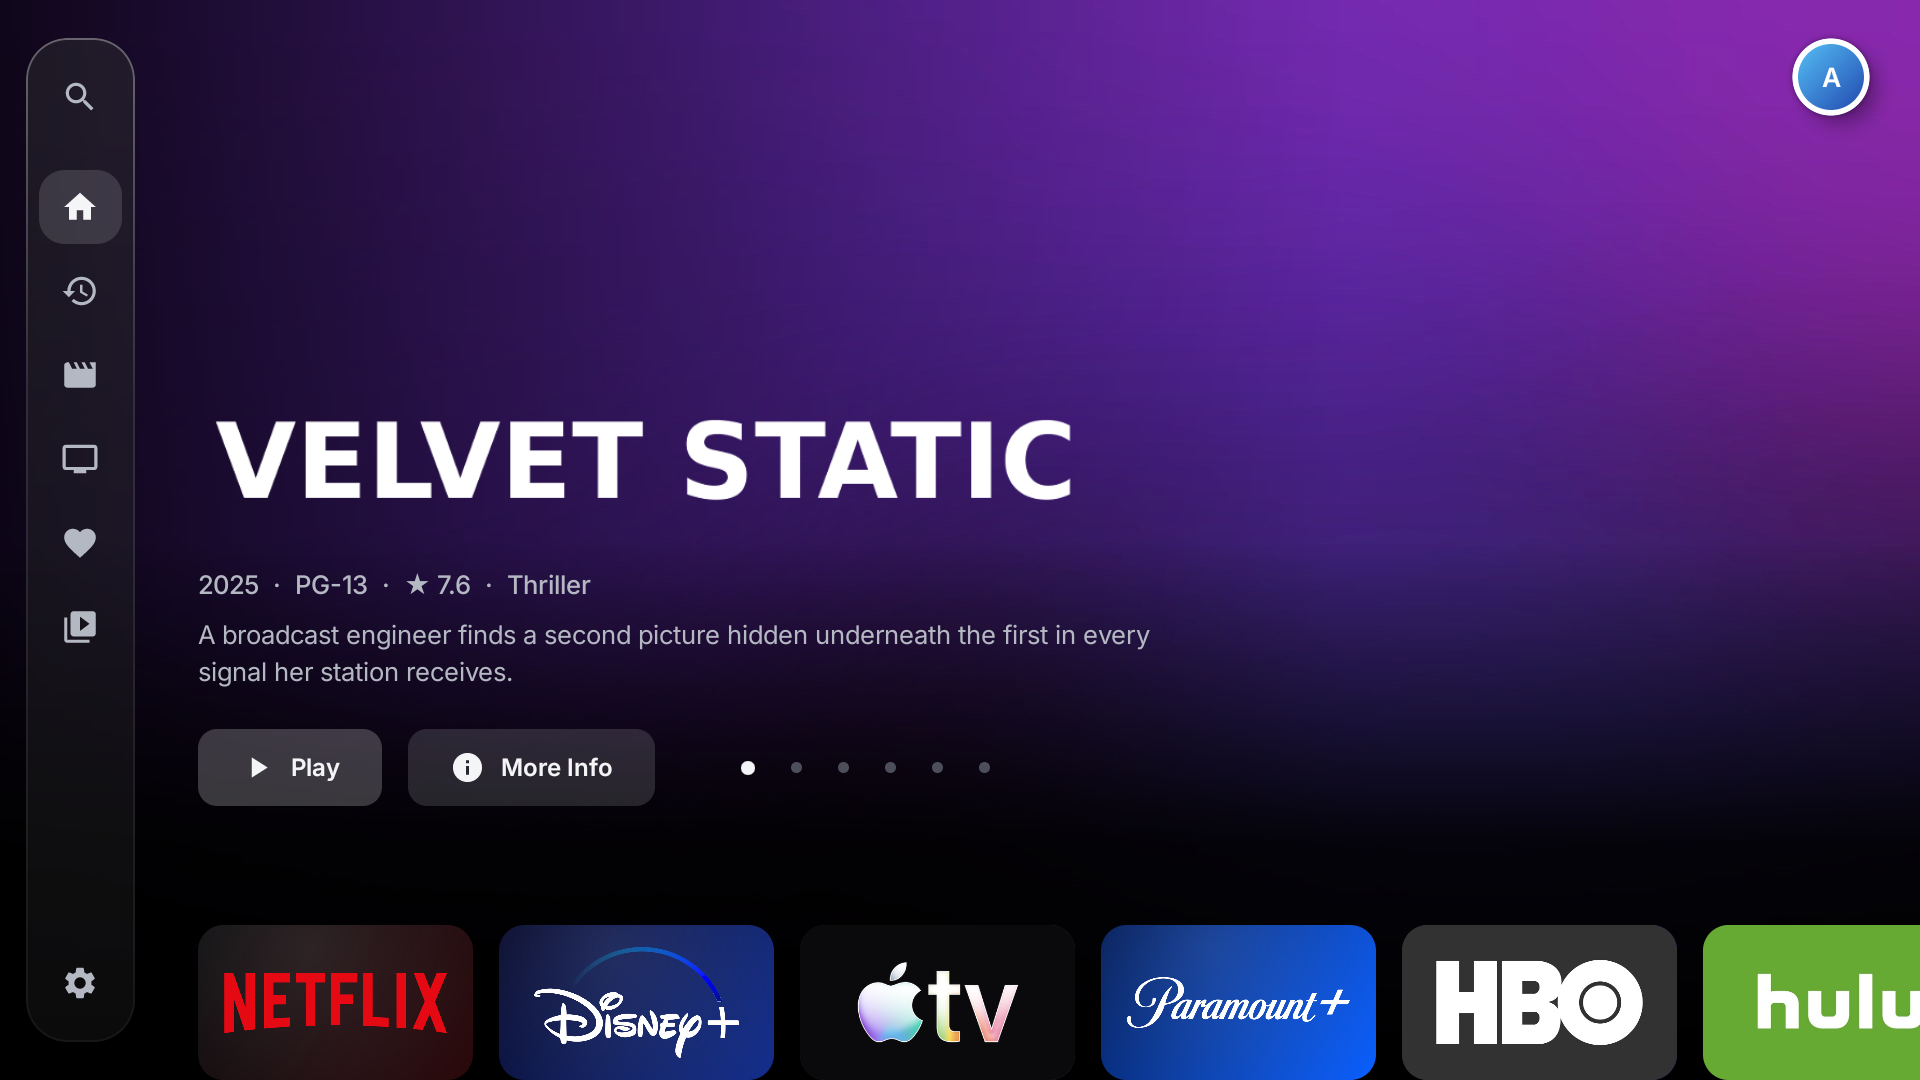 A
VELVET STATIC
2025 · PG-13 · ★ 7.6 · Thriller
A broadcast engineer finds a second picture hidden underneath the first in every
signal her station receives.
Play
More Info
NETFLIX
Disney+
tv
Paramount+
HBO
hulu